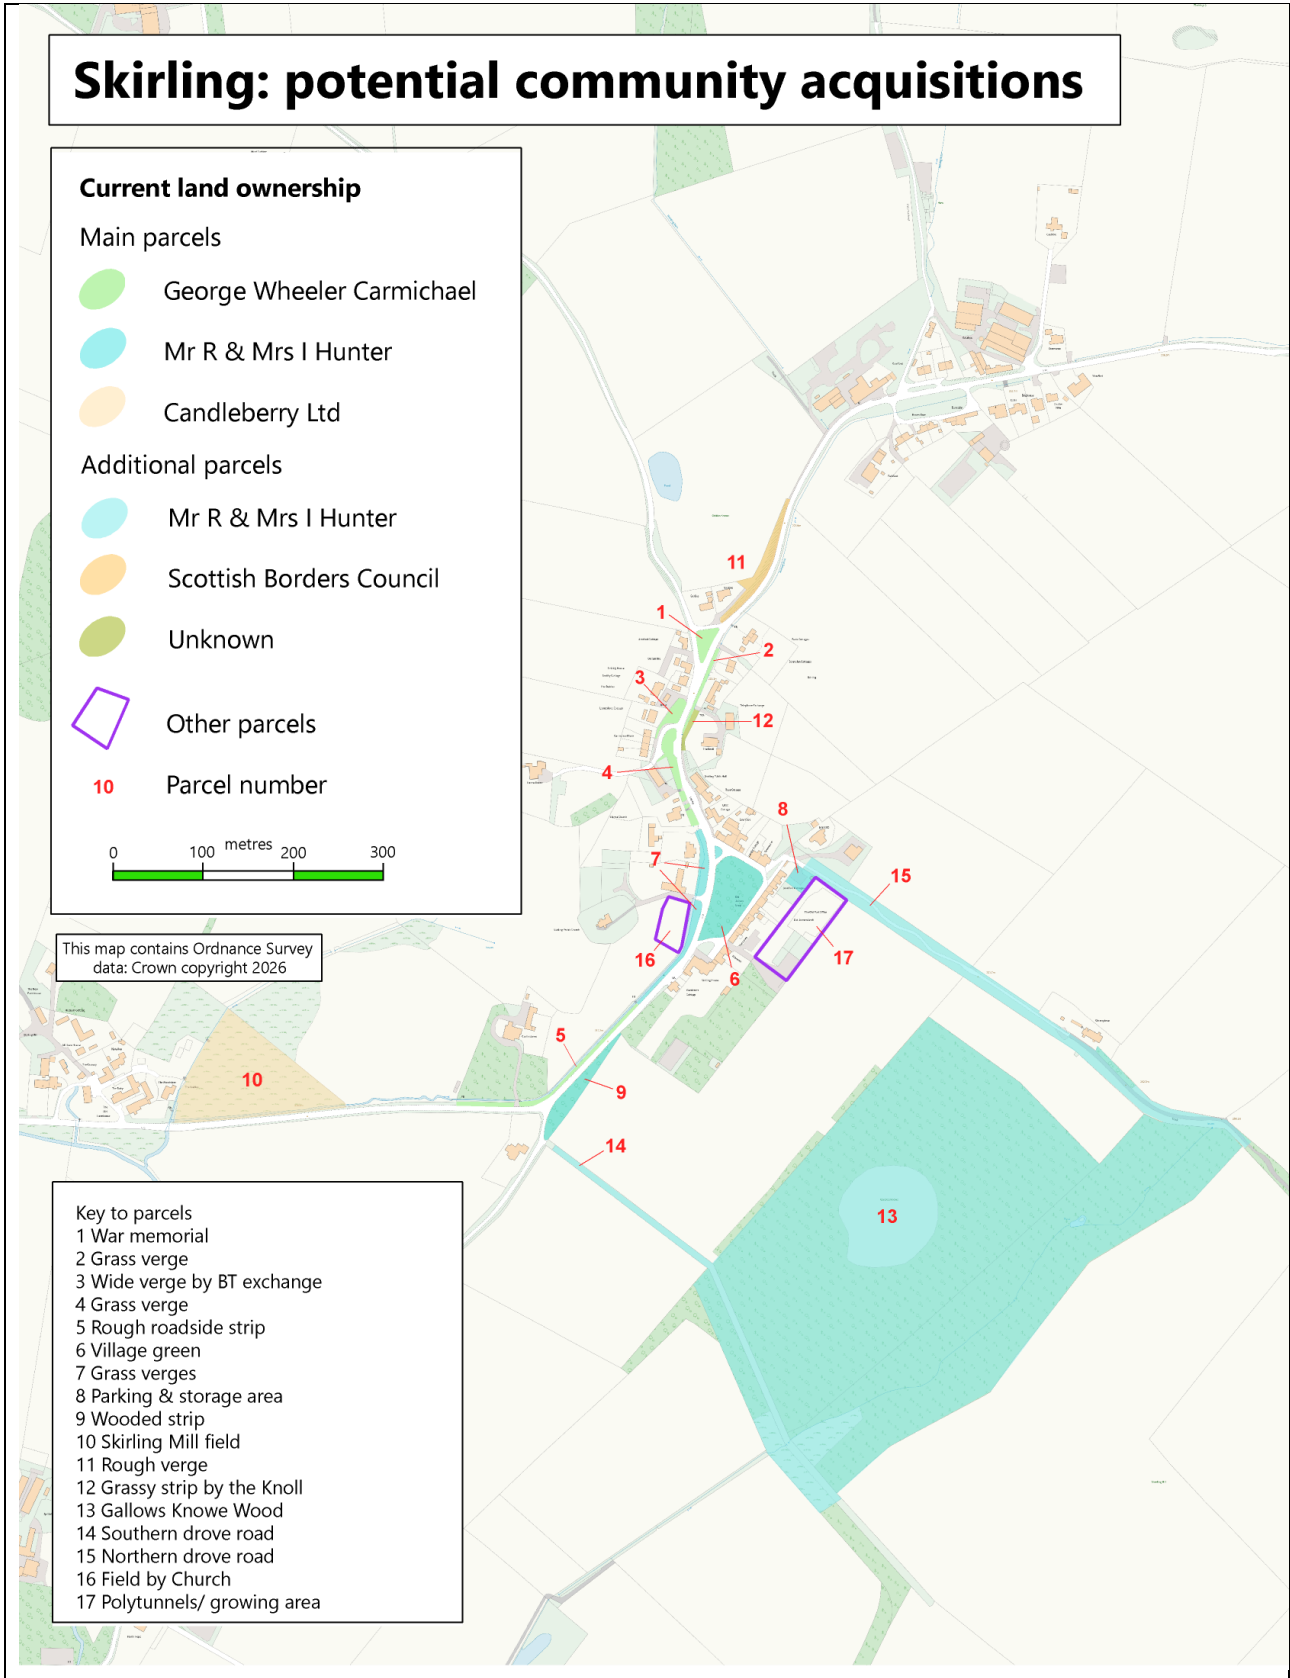 Skirling: potential community acquisitions
Current land ownership
Main parcels
George Wheeler Carmichael
Mr R & Mrs I Hunter
Candleberry Ltd
Additional parcels
Mr R & Mrs I Hunter
Scottish Borders Council
Unknown
Other parcels
10 Parcel number
metres
0 100 200 300
This map contains Ordnance Survey
data: Crown copyright 2026
11
1
2
3
12
4
8
7
15
16
6
17
5
10
9
14
13
Key to parcels
1 War memorial
2 Grass verge
3 Wide verge by BT exchange
4 Grass verge
5 Rough roadside strip
6 Village green
7 Grass verges
8 Parking & storage area
9 Wooded strip
10 Skirling Mill field
11 Rough verge
12 Grassy strip by the Knoll
13 Gallows Knowe Wood
14 Southern drove road
15 Northern drove road
16 Field by Church
17 Polytunnels/ growing area